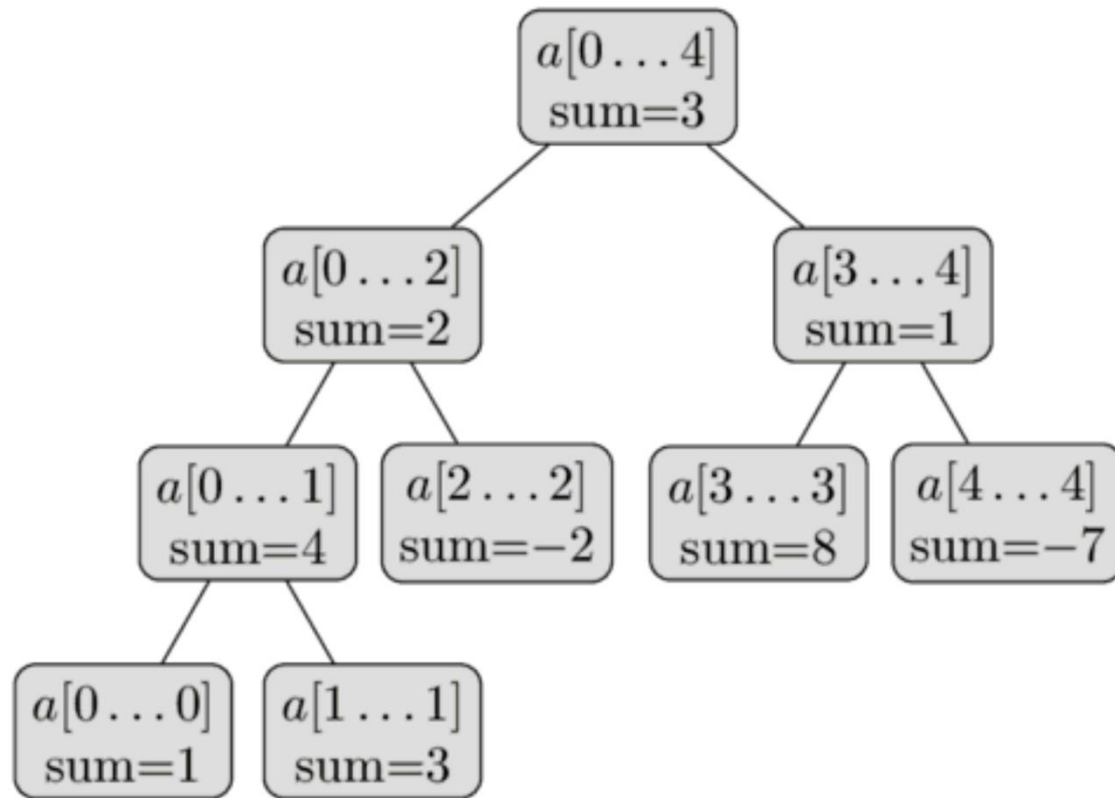 a[0 . . . 4]
sum=3
a[0 . . . 2]
sum=2
a[3 . . . 4]
sum=1
a[0 . . . 1]
sum=4
a[2 . . . 2]
sum=−2
a[3 . . . 3]
sum=8
a[4 . . . 4]
sum=−7
a[0 . . . 0]
sum=1
a[1 . . . 1]
sum=3